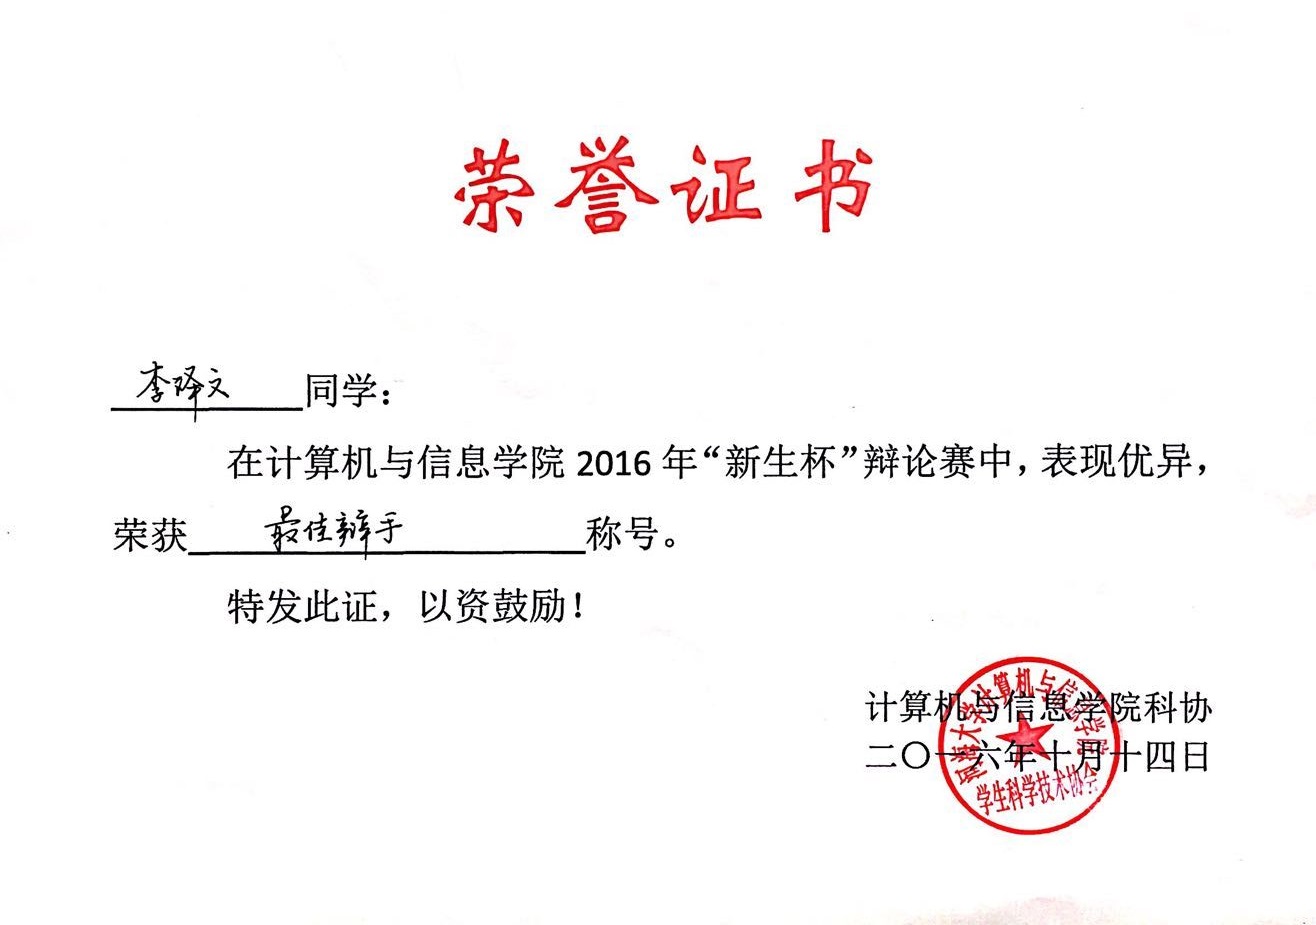 荣誉证书
李晔文同学：
在计算机与信息学院 2016 年“新生杯”辩论赛中，表现优异，
荣获最佳辩手称号。
特发此证，以资鼓励！
计算机与信息学院科协
二〇一六年十月十四日
河海大学计算机与信息学院
学生科学技术协会